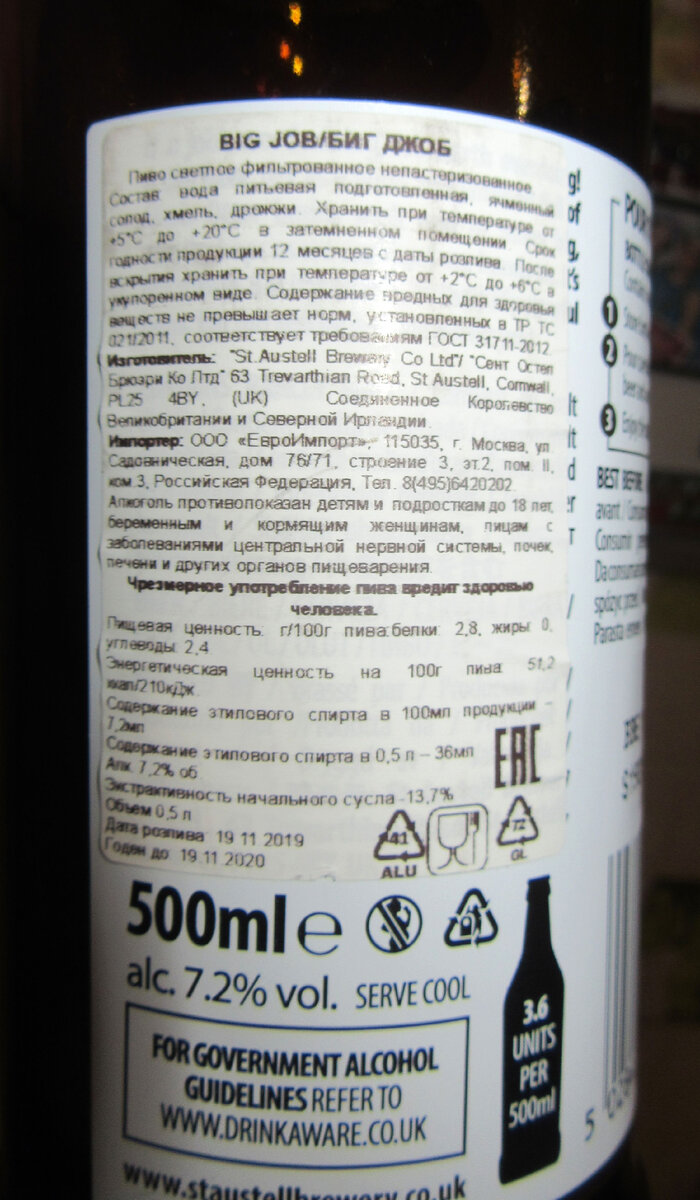 BIG JOB/БИГ ДЖОБ
Пиво светлое фильтрованное непастеризованное
Состав: вода питьевая подготовленная, ячменный
солод, хмель, дрожжи. Хранить при температуре от
+5°С до +20°С в затемненном помещении. Срок
годности продукции 12 месяцев с даты розлива. После
вскрытия хранить при температуре от +2°С до +6°С в
укупоренном виде. Содержание вредных для здоровья
веществ не превышает норм, установленных в ТР ТС
021/2011, соответствует требованиям ГОСТ 31711-2012.
Изготовитель: "St.Austell Brewery Co Ltd"/ "Сент Остел
Брюэри Ко Лтд" 63 Trevarthian Road, St Austell, Cornwall,
PL25 4BY, (UK) Соединенное Королевство
Великобритании и Северной Ирландии.
Импортер: ООО «ЕвроИмпорт», 115035, г. Москва, ул.
Садовническая, дом 76/71, строение 3, эт.2, пом. II,
ком 3, Российская Федерация, Тел. 8(495)6420202.
Алкоголь противопоказан детям и подросткам до 18 лет,
беременным и кормящим женщинам, лицам с
заболеваниями центральной нервной системы, почек,
печени и других органов пищеварения.
Чрезмерное употребление пива вредит здоровью
человека.
Пищевая ценность: г/100г пива:белки 2,8, жиры 0,
углеводы 2,4
Энергетическая ценность на 100г пива 51,2
ккал/210кДж
Содержание этилового спирта в 100мл продукции -
7,2мл
Содержание этилового спирта в 0,5 л – 36мл
Алк. 7,2% об.
Экстрактивность начального сусла -13,7%
Объем 0,5 л
Дата розлива 19 11 2019
Годен до 19.11 2020
EAC
41
ALU
72
GL
500ml e
alc. 7.2% vol. SERVE COOL
FOR GOVERNMENT ALCOHOL
GUIDELINES REFER TO
WWW.DRINKAWARE.CO.UK
www.staustellbrewery.co.uk
3.6
UNITS
PER
500ml
1
2
3
BEST BEFORE
avant
5